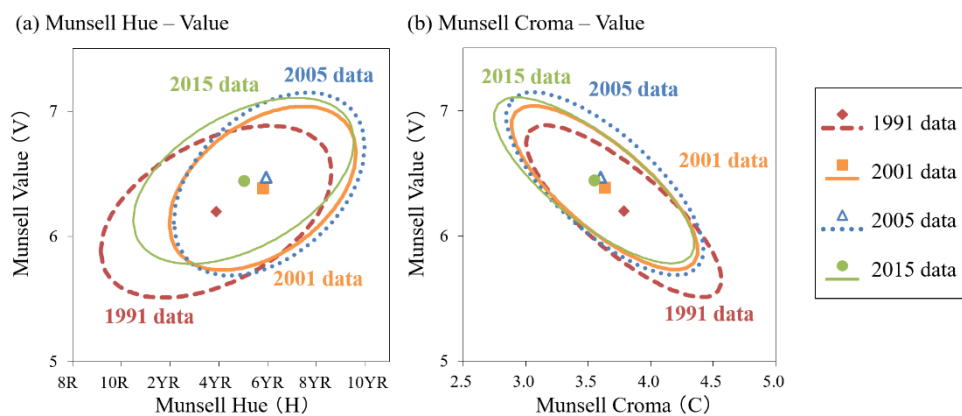 (a) Munsell Hue – Value
(b) Munsell Croma – Value
2005 data
2015 data
2001 data
1991 data
7
6
5
Munsell Value (V)
8R 10R 2YR 4YR 6YR 8YR 10YR
Munsell Hue (H)
2015 data
2005 data
2001 data
1991 data
7
6
5
Munsell Value (V)
2.5 3.0 3.5 4.0 4.5 5.0
Munsell Croma (C)
1991 data
2001 data
2005 data
2015 data